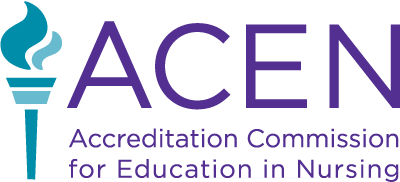 ACEN
Accreditation Commission
for Education in Nursing